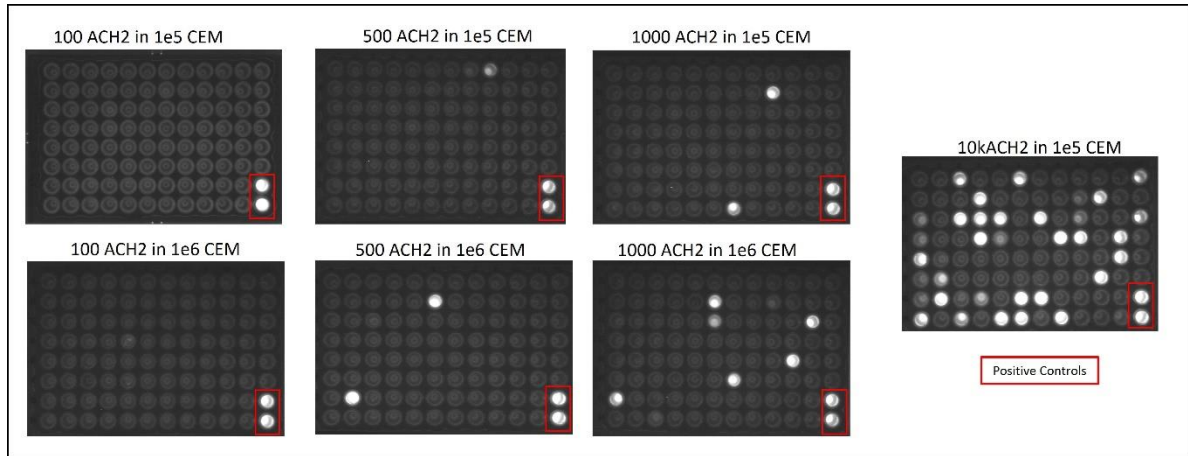 100 ACH2 in 1e5 CEM
500 ACH2 in 1e5 CEM
1000 ACH2 in 1e5 CEM
10kACH2 in 1e5 CEM
100 ACH2 in 1e6 CEM
500 ACH2 in 1e6 CEM
1000 ACH2 in 1e6 CEM
Positive Controls